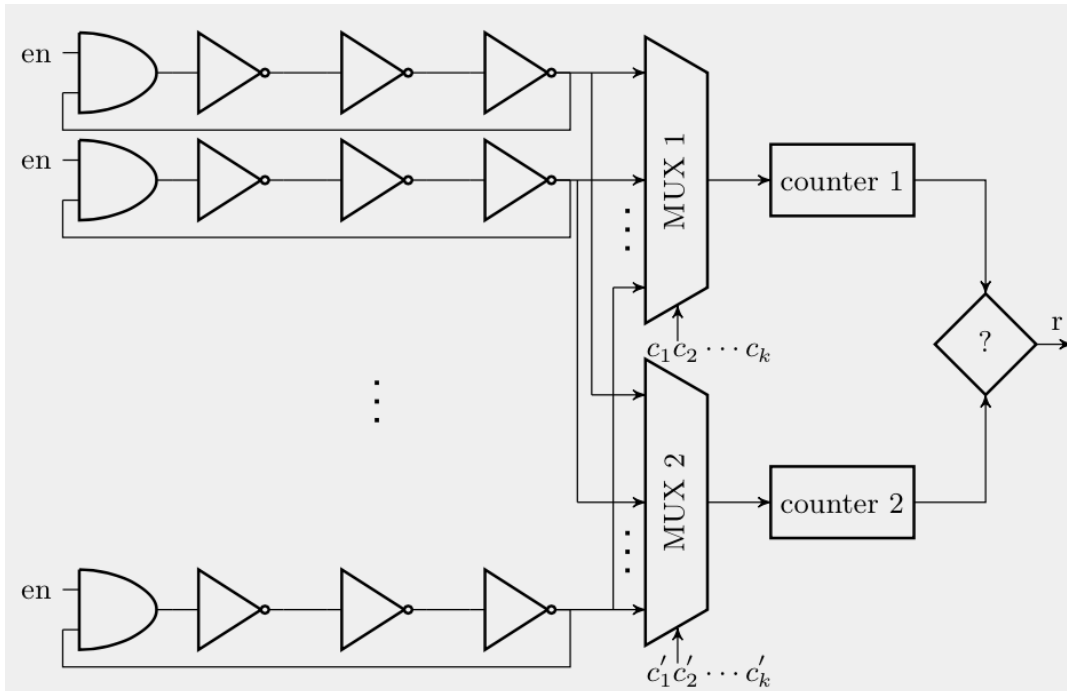 en
en
MUX 1
counter 1
c₁c₂ ⋯ cₖ
?
r
MUX 2
counter 2
en
c′₁c′₂ ⋯ c′ₖ